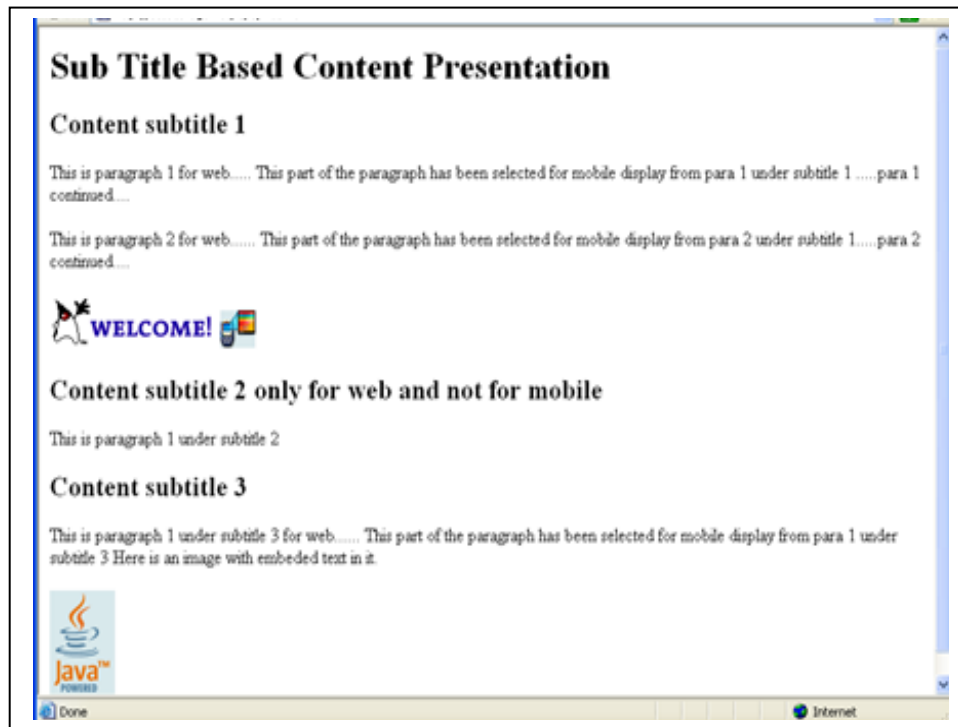 Sub Title Based Content Presentation
Content subtitle 1
This is paragraph 1 for web..... This part of the paragraph has been selected for mobile display from para 1 under subtitle 1 .....para 1
continued....
This is paragraph 2 for web...... This part of the paragraph has been selected for mobile display from para 2 under subtitle 1.....para 2
continued....
WELCOME!
Content subtitle 2 only for web and not for mobile
This is paragraph 1 under subtitle 2
Content subtitle 3
This is paragraph 1 under subtitle 3 for web...... This part of the paragraph has been selected for mobile display from para 1 under
subtitle 3 Here is an image with embeded text in it.
Java™
POWERED
Done Internet